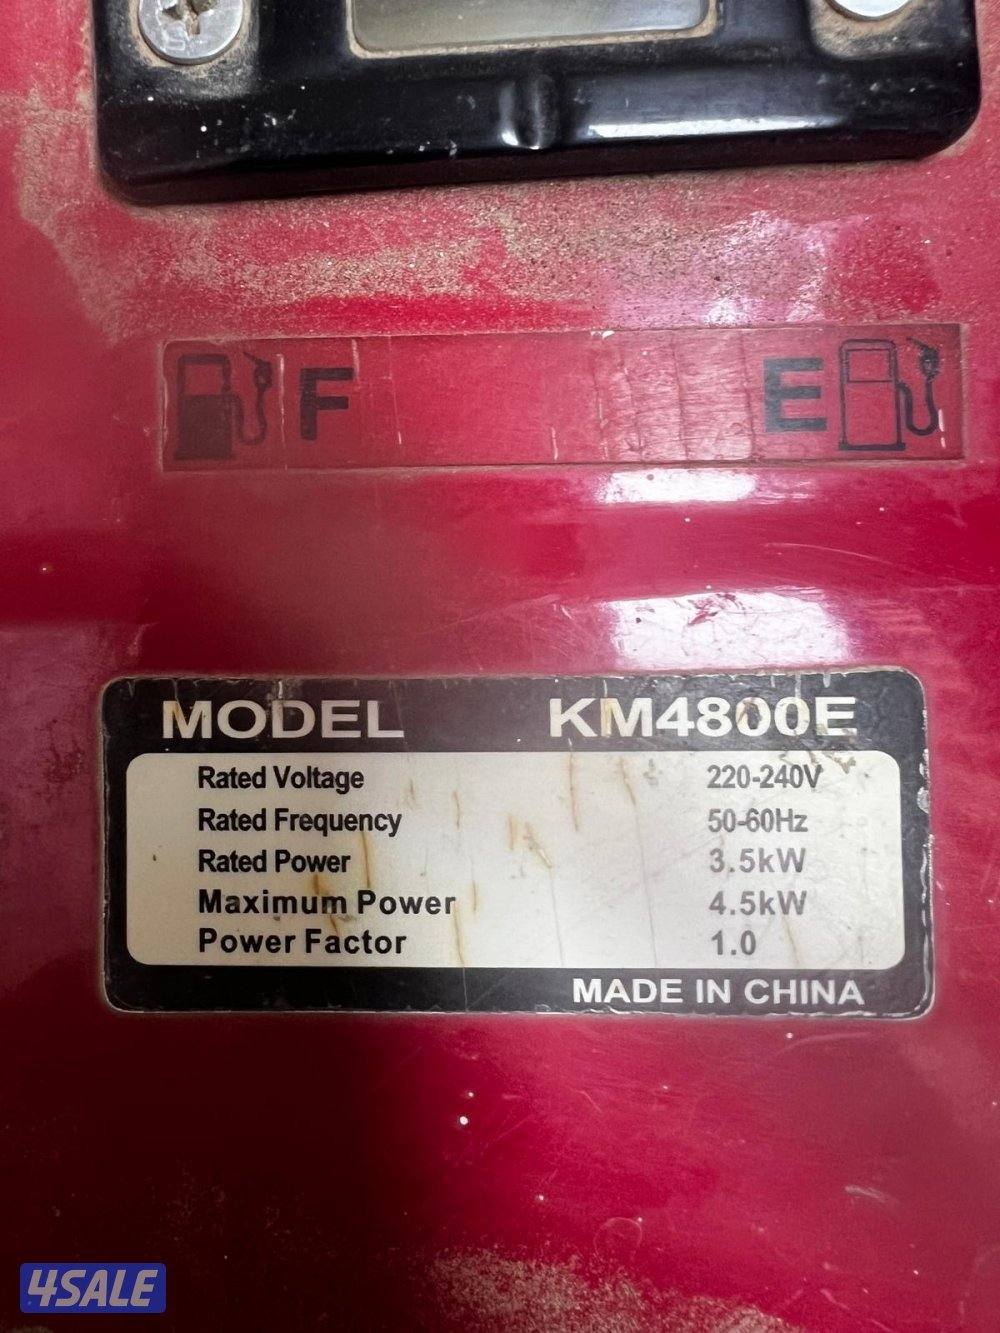 F E
MODEL KM4800E
Rated Voltage 220-240V
Rated Frequency 50-60Hz
Rated Power 3.5kW
Maximum Power 4.5kW
Power Factor 1.0
MADE IN CHINA
4SALE